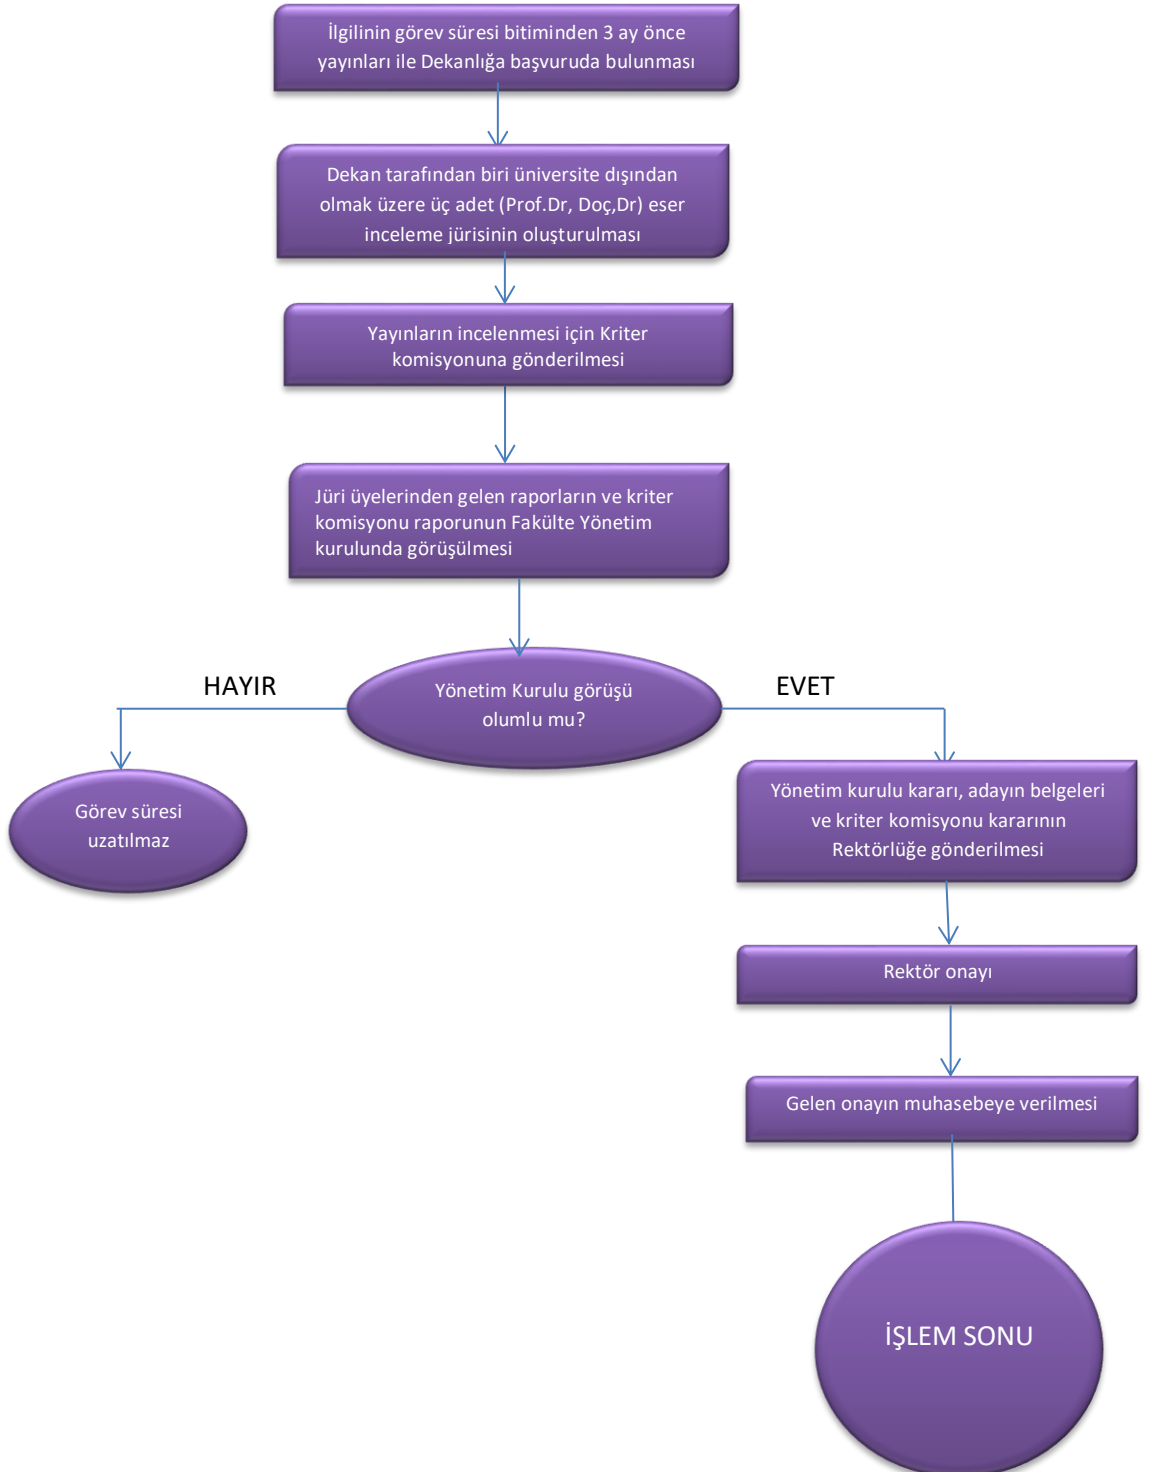 İlgilinin görev süresi bitiminden 3 ay önce
yayınları ile Dekanlığa başvuruda bulunması
Dekan tarafından biri üniversite dışından
olmak üzere üç adet (Prof.Dr, Doç,Dr) eser
inceleme jürisinin oluşturulması
Yayınların incelenmesi için Kriter
komisyonuna gönderilmesi
Jüri üyelerinden gelen raporların ve kriter
komisyonu raporunun Fakülte Yönetim
kurulunda görüşülmesi
HAYIR
Yönetim Kurulu görüşü
olumlu mu?
EVET
Görev süresi
uzatılmaz
Yönetim kurulu kararı, adayın belgeleri
ve kriter komisyonu kararının
Rektörlüğe gönderilmesi
Rektör onayı
Gelen onayın muhasebeye verilmesi
İŞLEM SONU